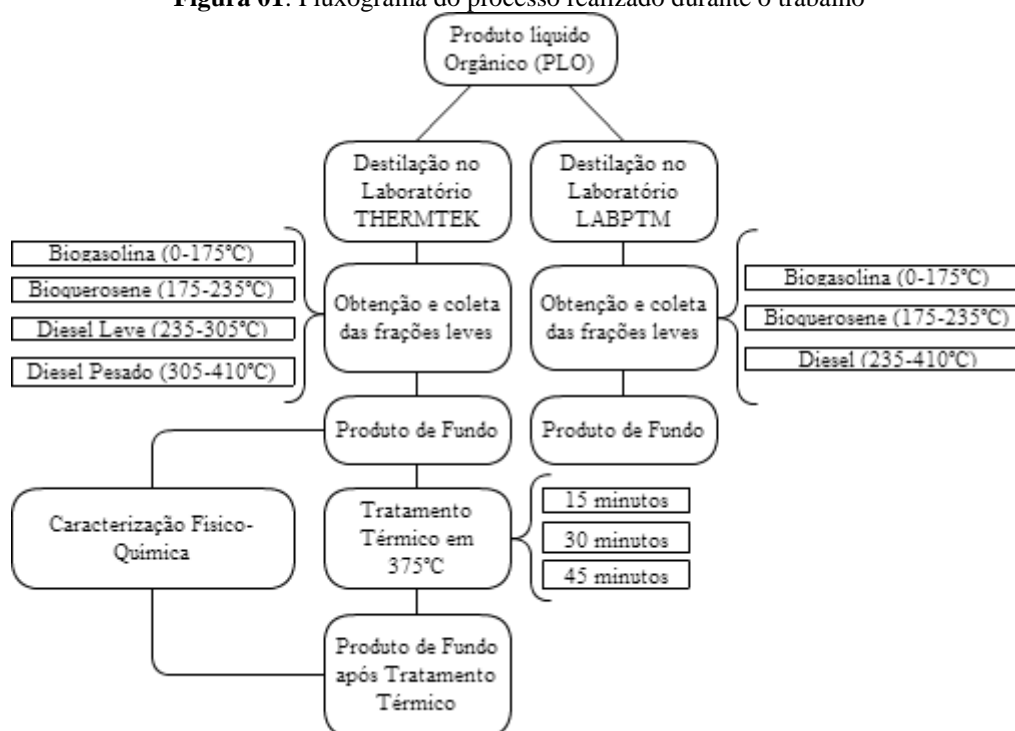 Figura 01. Fluxograma do processo realizado durante o trabalho
Produto líquido
Orgânico (PLO)
Destilação no
Laboratório
THERMTEK
Destilação no
Laboratório
LABPTM
Biogasolina (0-175°C)
Bioquerosene (175-235°C)
Diesel Leve (235-305°C)
Diesel Pesado (305-410°C)
Obtenção e coleta
das frações leves
Obtenção e coleta
das frações leves
Biogasolina (0-175°C)
Bioquerosene (175-235°C)
Diesel (235-410°C)
Produto de Fundo
Produto de Fundo
Caracterização Físico-
Química
Tratamento
Térmico em
375°C
15 minutos
30 minutos
45 minutos
Produto de Fundo
após Tratamento
Térmico